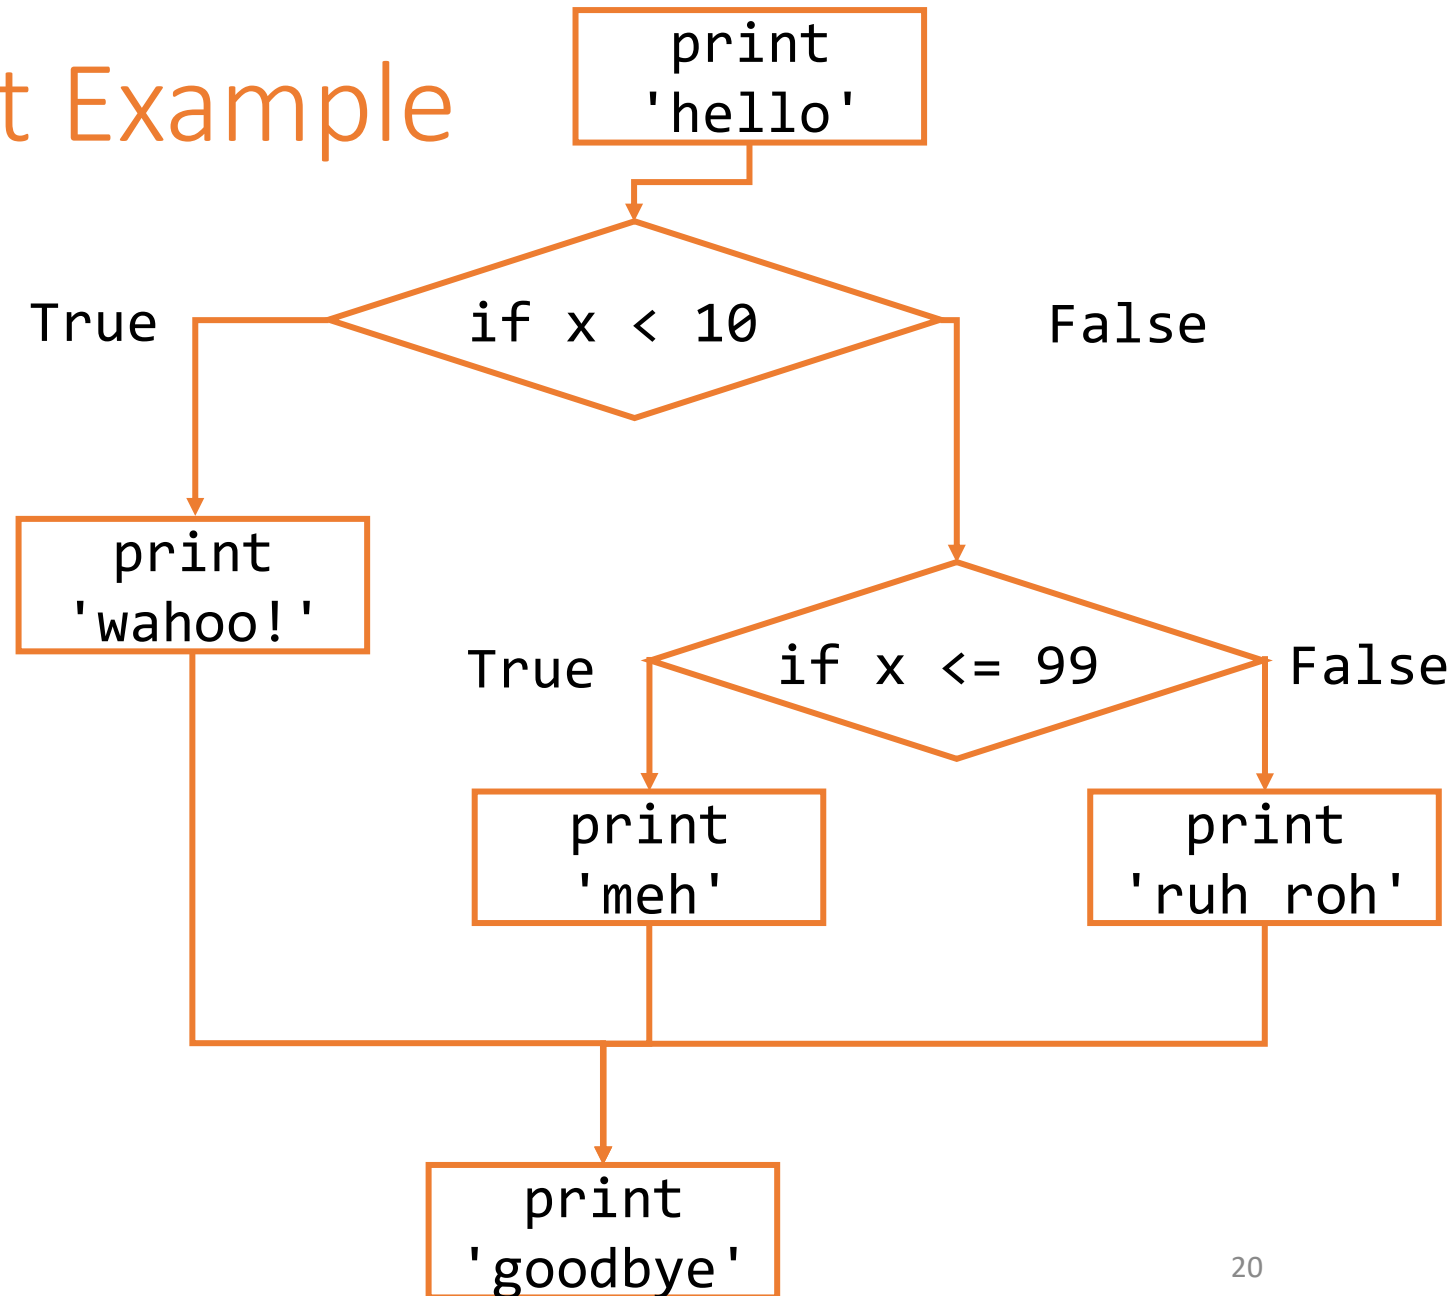 t Example
print
'hello'
if x < 10
True
False
print
'wahoo!'
if x <= 99
True
False
print
'meh'
print
'ruh roh'
print
'goodbye'
20